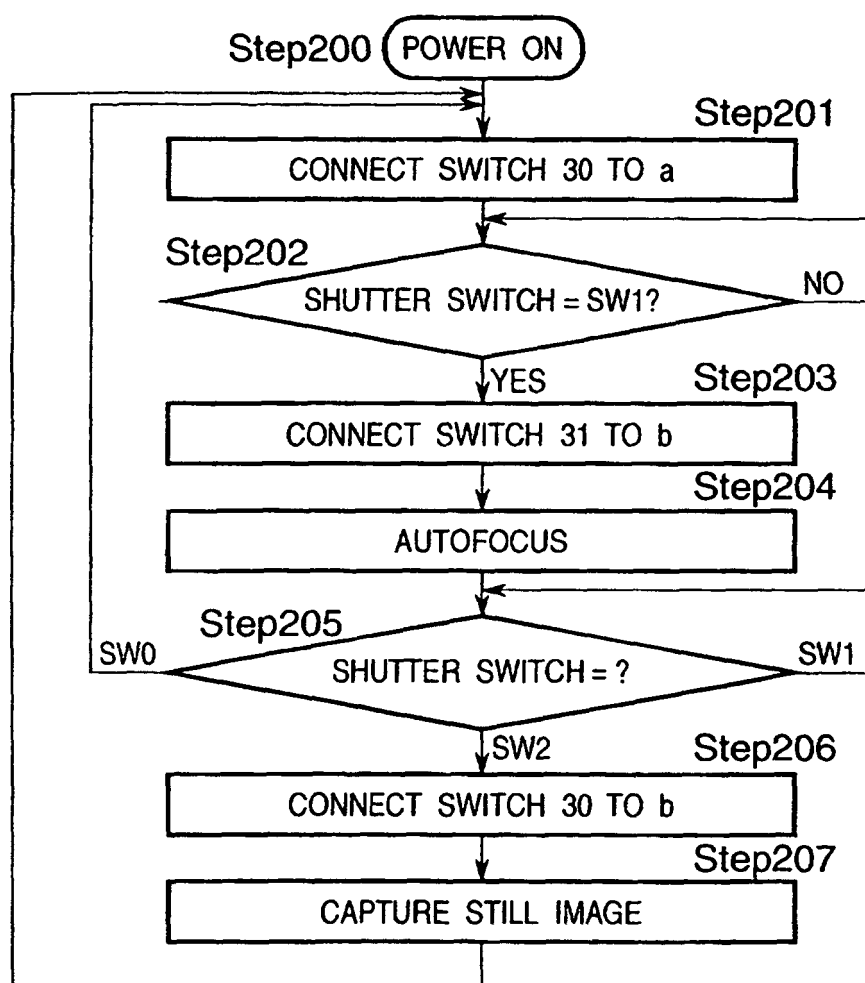 Step200 POWER ON
Step201
CONNECT SWITCH 30 TO a
Step202
SHUTTER SWITCH = SW1?
NO
YES
Step203
CONNECT SWITCH 31 TO b
Step204
AUTOFOCUS
Step205
SW0
SHUTTER SWITCH = ?
SW1
SW2
Step206
CONNECT SWITCH 30 TO b
Step207
CAPTURE STILL IMAGE